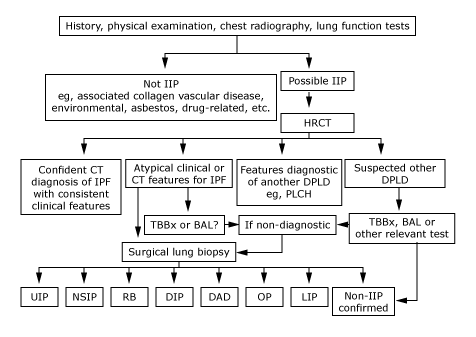 History, physical examination, chest radiography, lung function tests
Not IIP
eg, associated collagen vascular disease,
environmental, asbestos, drug-related, etc.
Possible IIP
HRCT
Confident CT
diagnosis of IPF
with consistent
clinical features
Atypical clinical or
CT features for IPF
Features diagnostic
of another DPLD
eg, PLCH
Suspected other
DPLD
TBBx or BAL?
If non-diagnostic
TBBx, BAL or
other relevant test
Surgical lung biopsy
UIP
NSIP
RB
DIP
DAD
OP
LIP
Non-IIP
confirmed